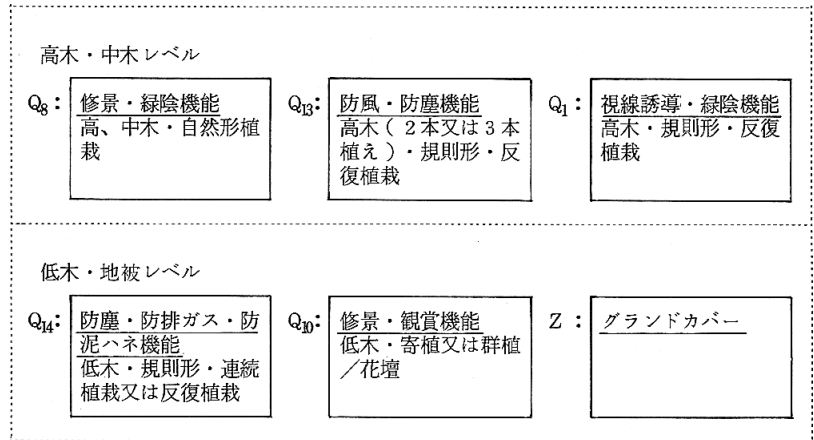 高木・中木レベル
Q8：
修景・緑陰機能
高、中木・自然形植
栽
Q13：
防風・防塵機能
高木（２本又は３本
植え）・規則形・反
復植栽
Q1：
視線誘導・緑陰機能
高木・規則形・反復
植栽
低木・地被レベル
Q14：
防塵・防排ガス・防
泥ハネ機能
低木・規則形・連続
植栽又は反復植栽
Q10：
修景・観賞機能
低木・寄植又は群植
／花壇
Z：
グランドカバー